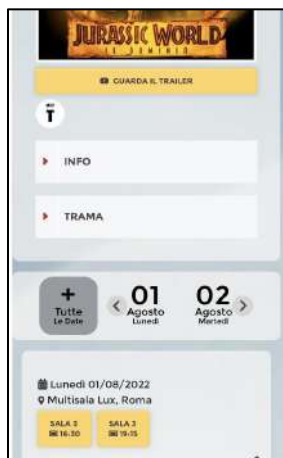 JURASSIC WORLD
IL DOMINIO
GUARDA IL TRAILER
T
INFO
TRAMA
+
Tutte
Le Date
01
Agosto
Lunedì
02
Agosto
Martedì
Lunedì 01/08/2022
Multisala Lux, Roma
SALA 3
16:30
SALA 3
19:15